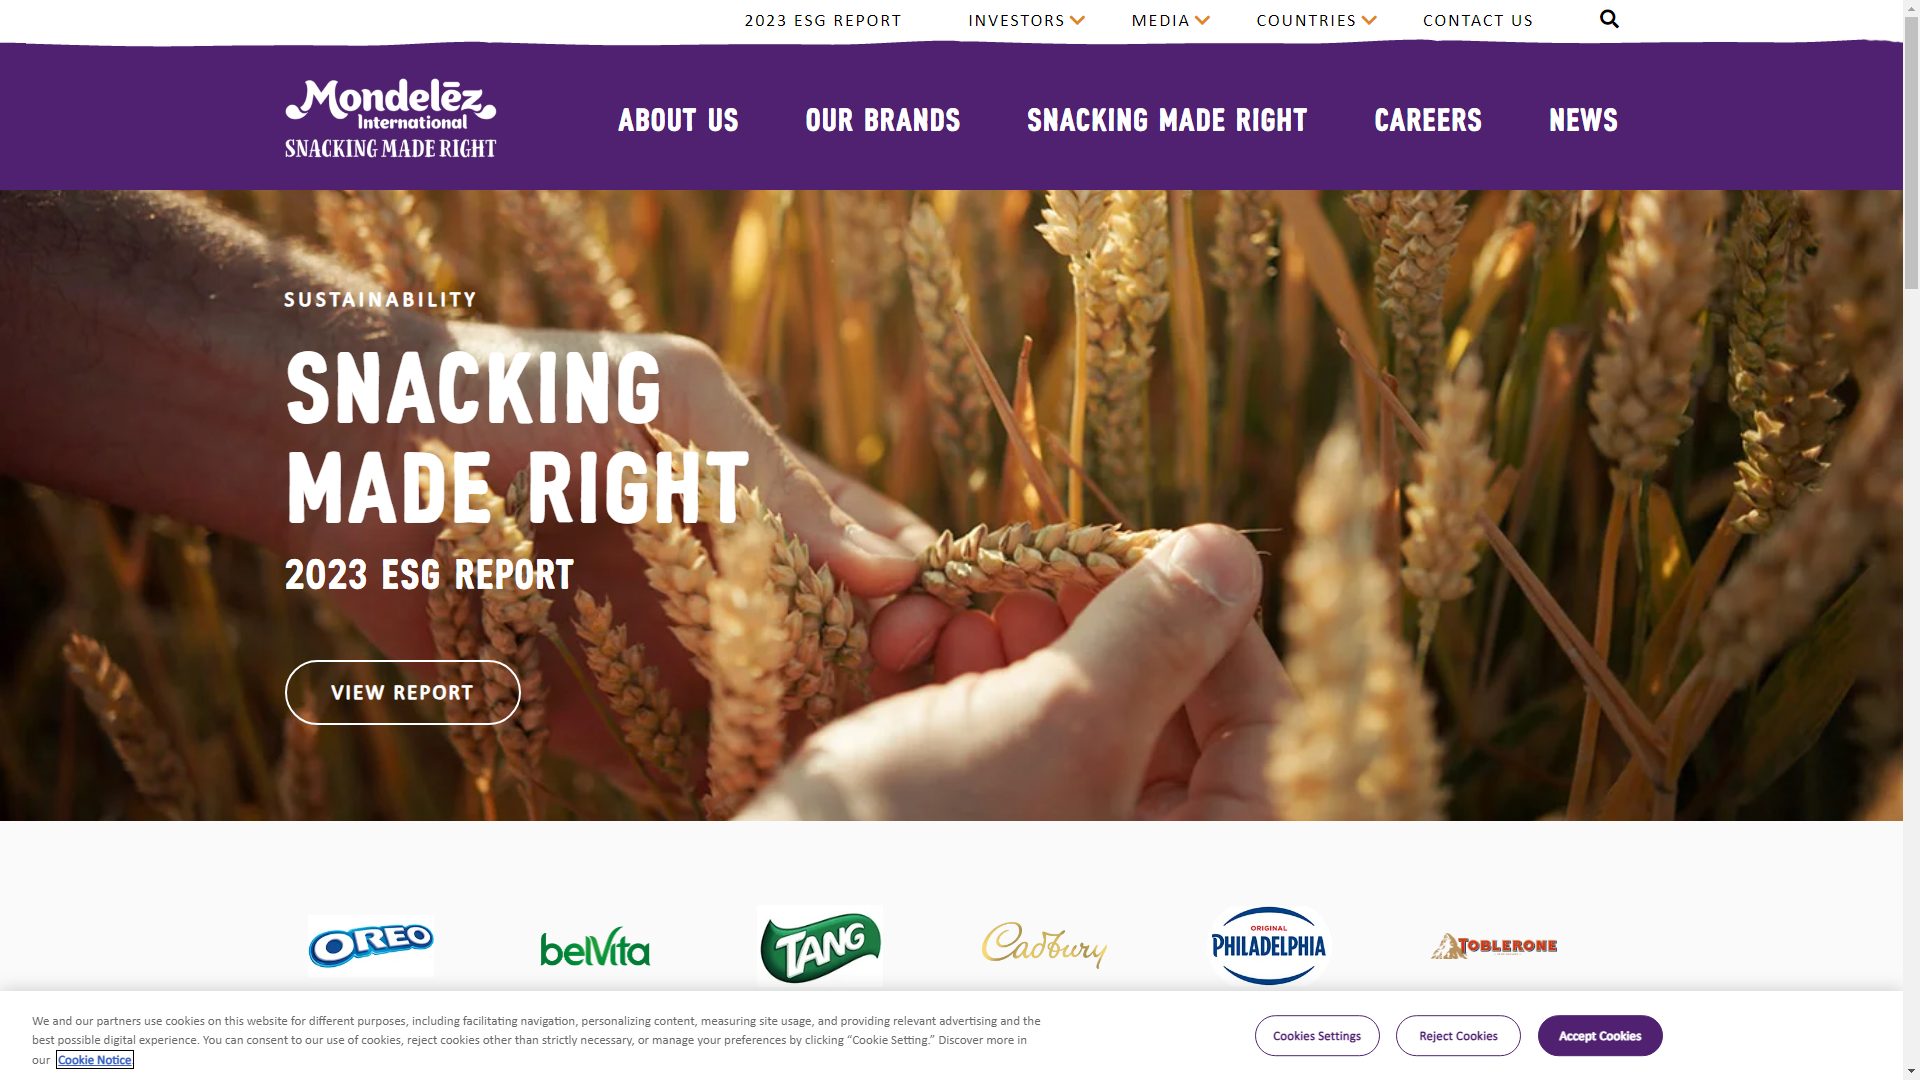 2023 ESG REPORT INVESTORS MEDIA COUNTRIES CONTACT US
Mondelēz
International
SNACKING MADE RIGHT
ABOUT US OUR BRANDS SNACKING MADE RIGHT CAREERS NEWS
SUSTAINABILITY
SNACKING
MADE RIGHT
2023 ESG REPORT
VIEW REPORT
OREO
belVita
TANG
Cadbury
ORIGINAL
PHILADELPHIA
TOBLERONE
We and our partners use cookies on this website for different purposes, including facilitating navigation, personalizing content, measuring site usage, and providing relevant advertising and the
best possible digital experience. You can consent to our use of cookies, reject cookies other than strictly necessary, or manage your preferences by clicking “Cookie Setting.” Discover more in
our Cookie Notice
Cookies Settings
Reject Cookies
Accept Cookies